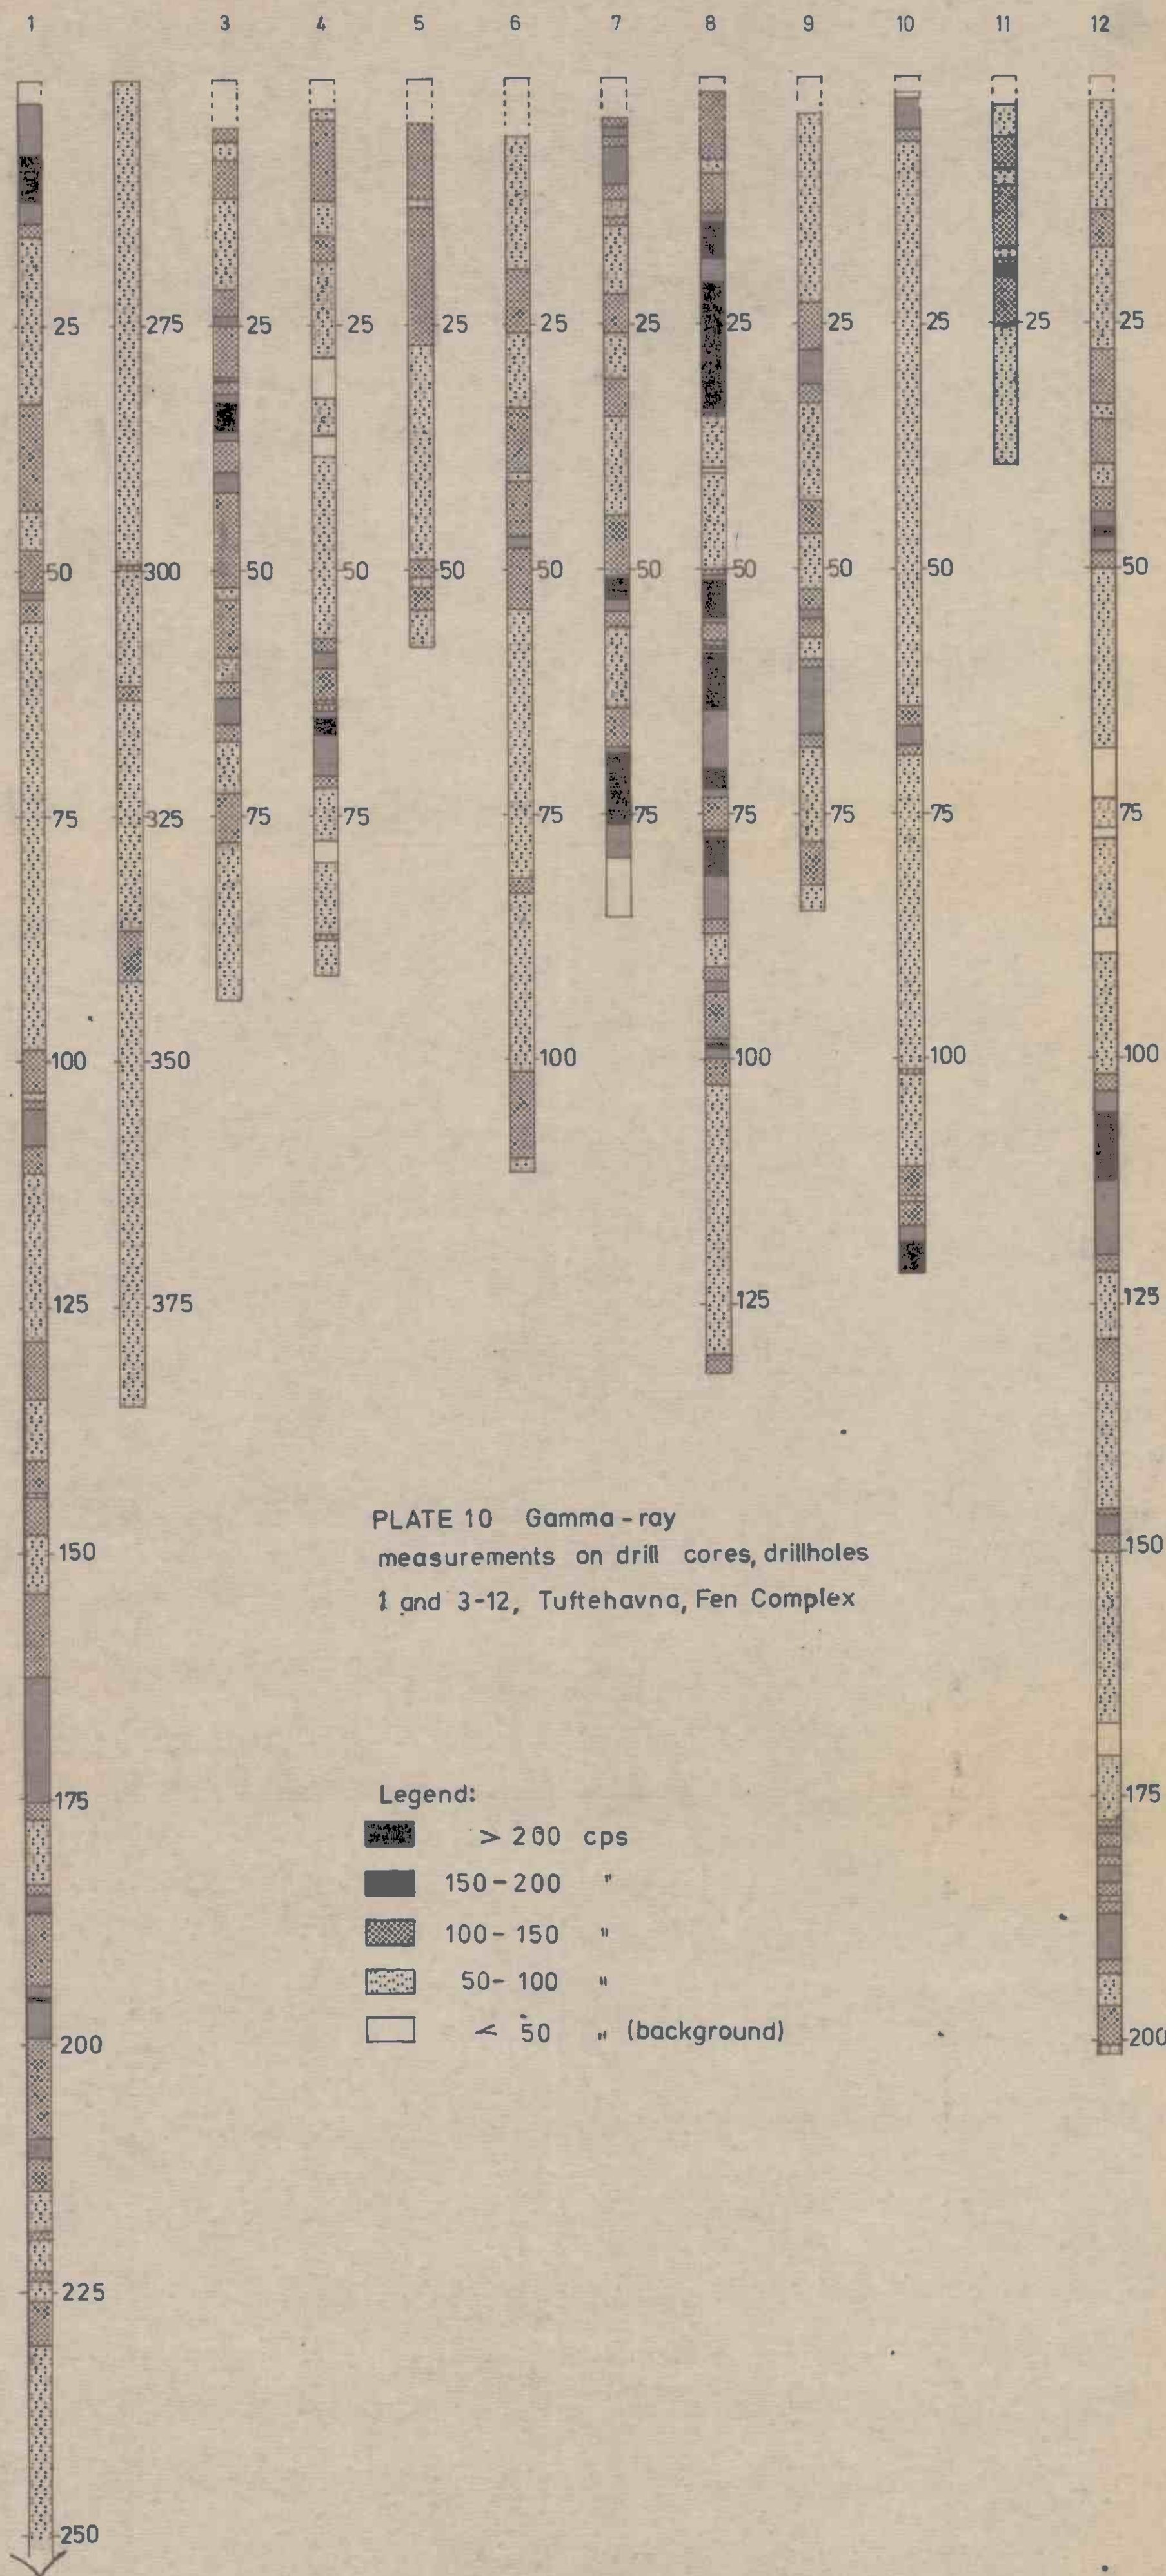 1 3 4 5 6 7 8 9 10 11 12
25 275 25 25 25 25 25 25 25 25 25 25
50 300 50 50 50 50 50 50 50 50 50
75 325 75 75 75 75 75 75 75 75
100 350 100 100 100 100
125 375 125 125
PLATE 10 Gamma - ray
measurements on drill cores, drillholes
1 and 3-12, Tuftehavna, Fen Complex
150 150
175 175
Legend:
> 200 cps
150-200 "
100-150 "
50-100 "
< 50 " (background)
200 200
225
250